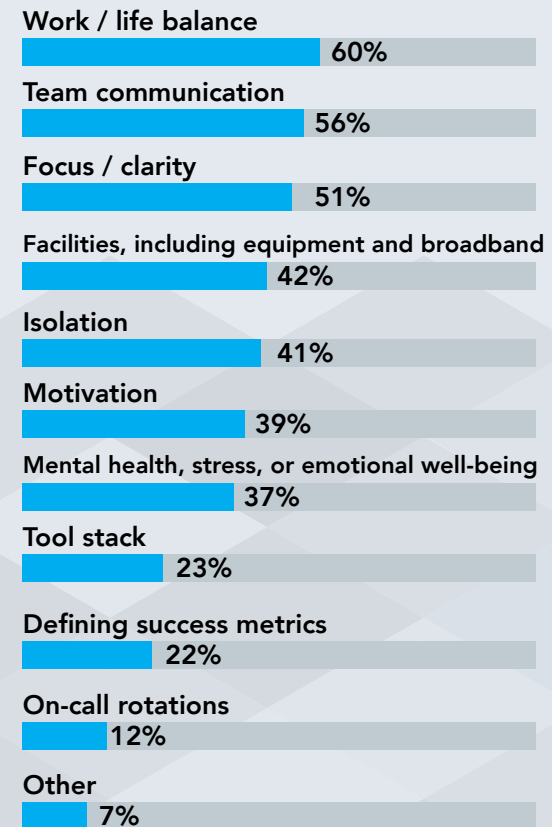 Work / life balance
60%
Team communication
56%
Focus / clarity
51%
Facilities, including equipment and broadband
42%
Isolation
41%
Motivation
39%
Mental health, stress, or emotional well-being
37%
Tool stack
23%
Defining success metrics
22%
On-call rotations
12%
Other
7%